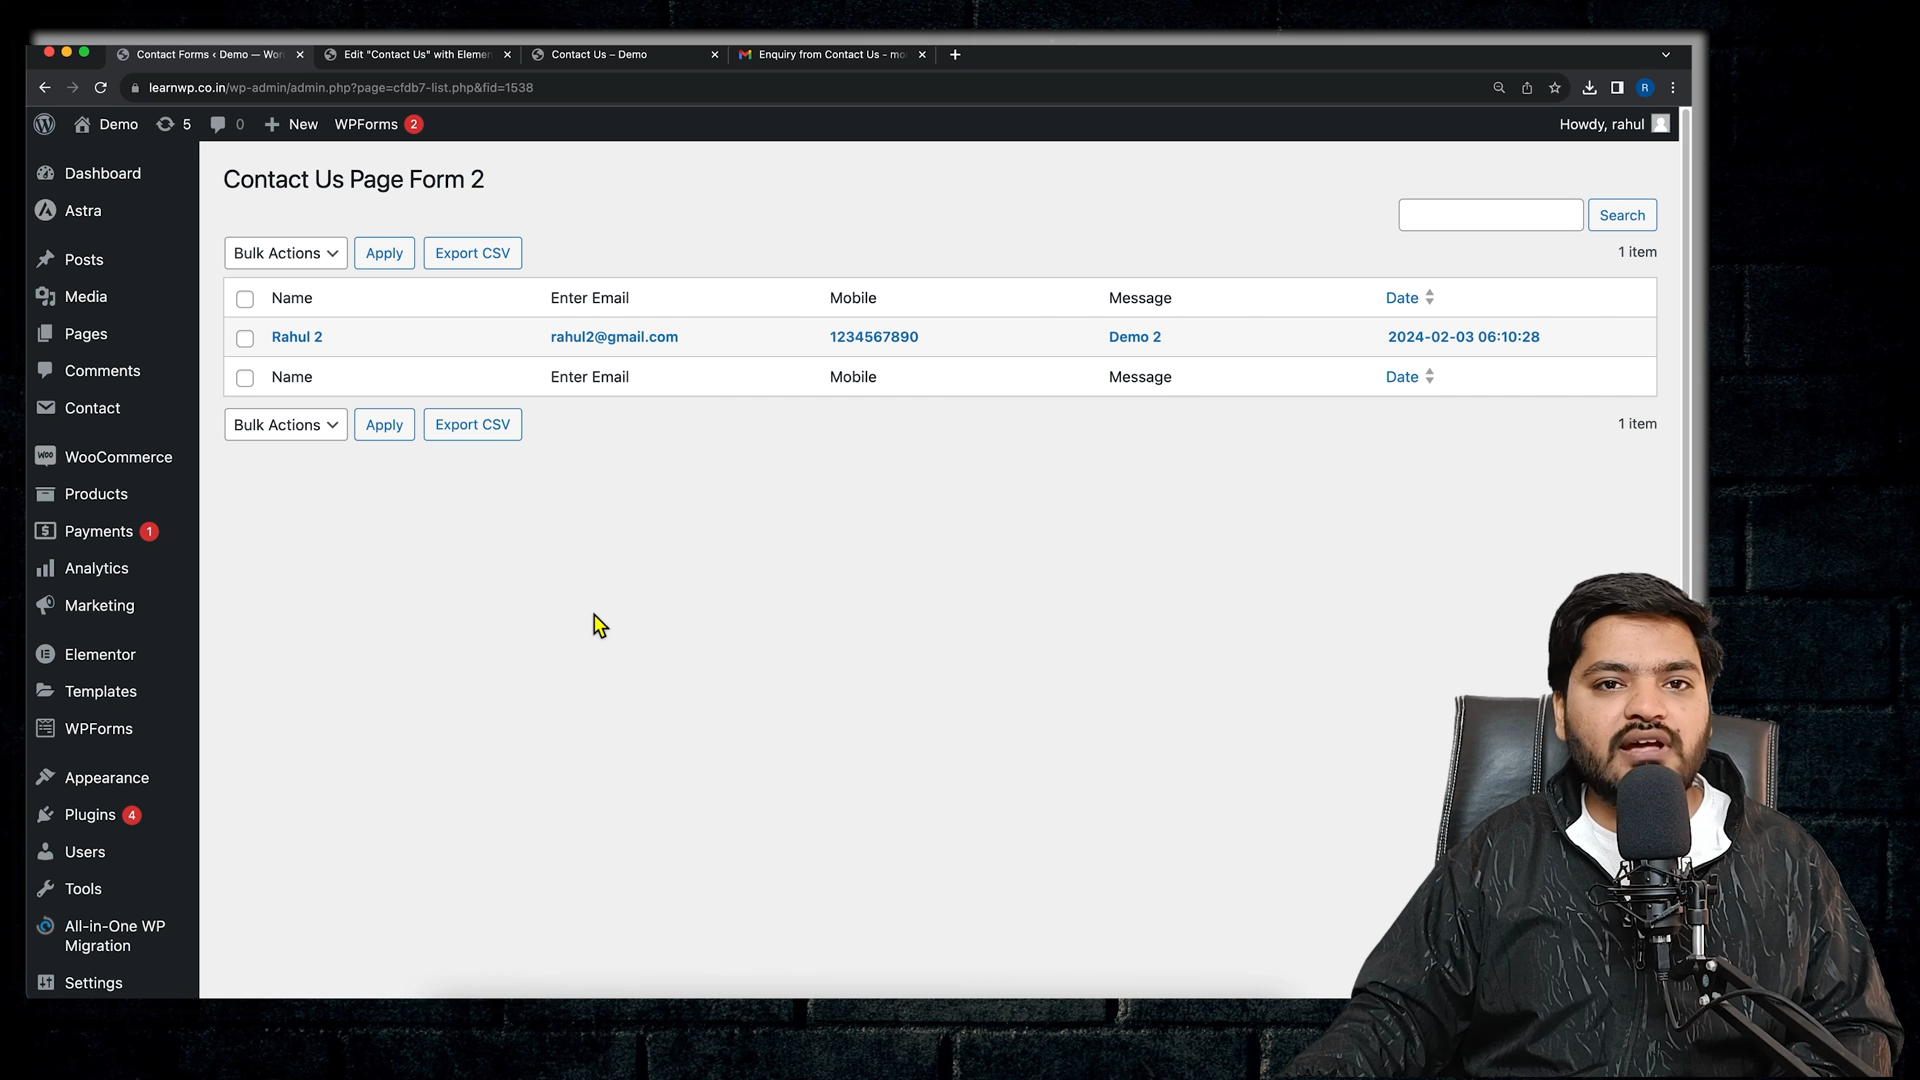 Contact Forms ‹ Demo — Wor
Edit "Contact Us" with Elemen
Contact Us – Demo
Enquiry from Contact Us - mo
learnwp.co.in/wp-admin/admin.php?page=cfdb7-list.php&fid=1538
R
Demo
5
0
New
WPForms 2
Howdy, rahul
Dashboard
Astra
Posts
Media
Pages
Comments
Contact
WooCommerce
Products
Payments 1
Analytics
Marketing
Elementor
Templates
WPForms
Appearance
Plugins 4
Users
Tools
All-in-One WP
Migration
Settings
Contact Us Page Form 2
Search
Bulk Actions Apply Export CSV 1 item
Name Enter Email Mobile Message Date
Rahul 2 rahul2@gmail.com 1234567890 Demo 2 2024-02-03 06:10:28
Name Enter Email Mobile Message Date
Bulk Actions Apply Export CSV 1 item